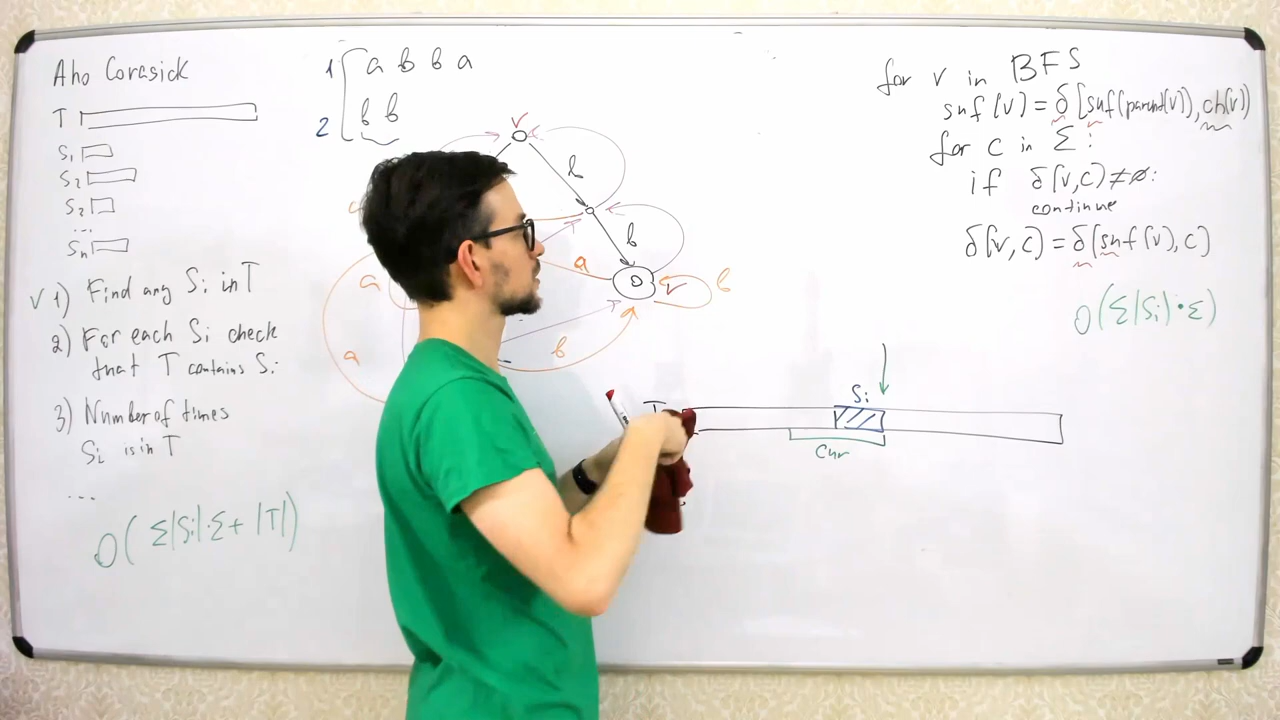 Aho Corasick
T
S1
S2
S2
...
Sn
v 1) Find any Si in T
2) For each Si check
that T contains Si
3) Number of times
Si is in T
...
O(Σ|Si|·Σ + |T|)
1 a b b a
2 b b
v
b
b
a
v
b
a
a
b
for v in BFS
suf(v) = δ[suf(parent(v)), ch(v)]
for c in Σ:
if δ(v,c) ≠ ∅:
continue
δ(v,c) = δ[suf(v), c]
O(Σ|Si|·Σ)
T
Si
Cur